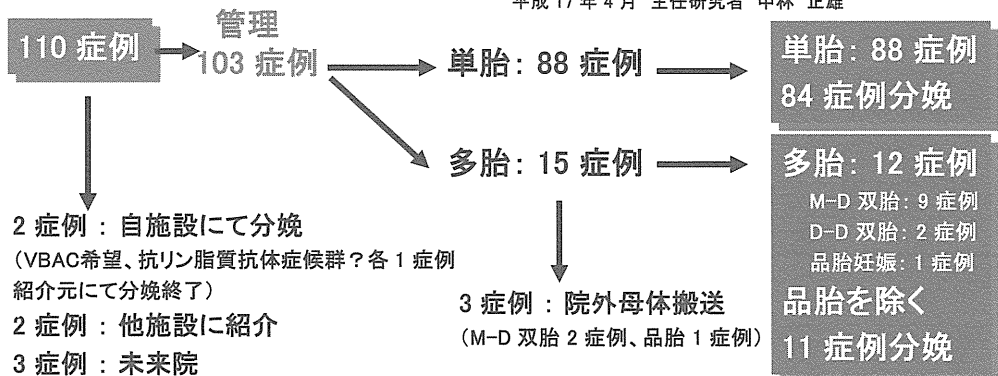 平成 17 年 4 月 主任研究者 中林 正雄
110 症例
管理
103 症例
単胎: 88 症例
単胎: 88 症例
84 症例分娩
多胎: 15 症例
多胎: 12 症例
M-D 双胎: 9 症例
D-D 双胎: 2 症例
品胎妊娠: 1 症例
品胎を除く
11 症例分娩
2 症例 : 自施設にて分娩
(VBAC希望、抗リン脂質抗体症候群?各 1 症例
紹介元にて分娩終了)
2 症例 : 他施設に紹介
3 症例 : 未来院
3 症例 : 院外母体搬送
(M-D 双胎 2 症例、品胎 1 症例)